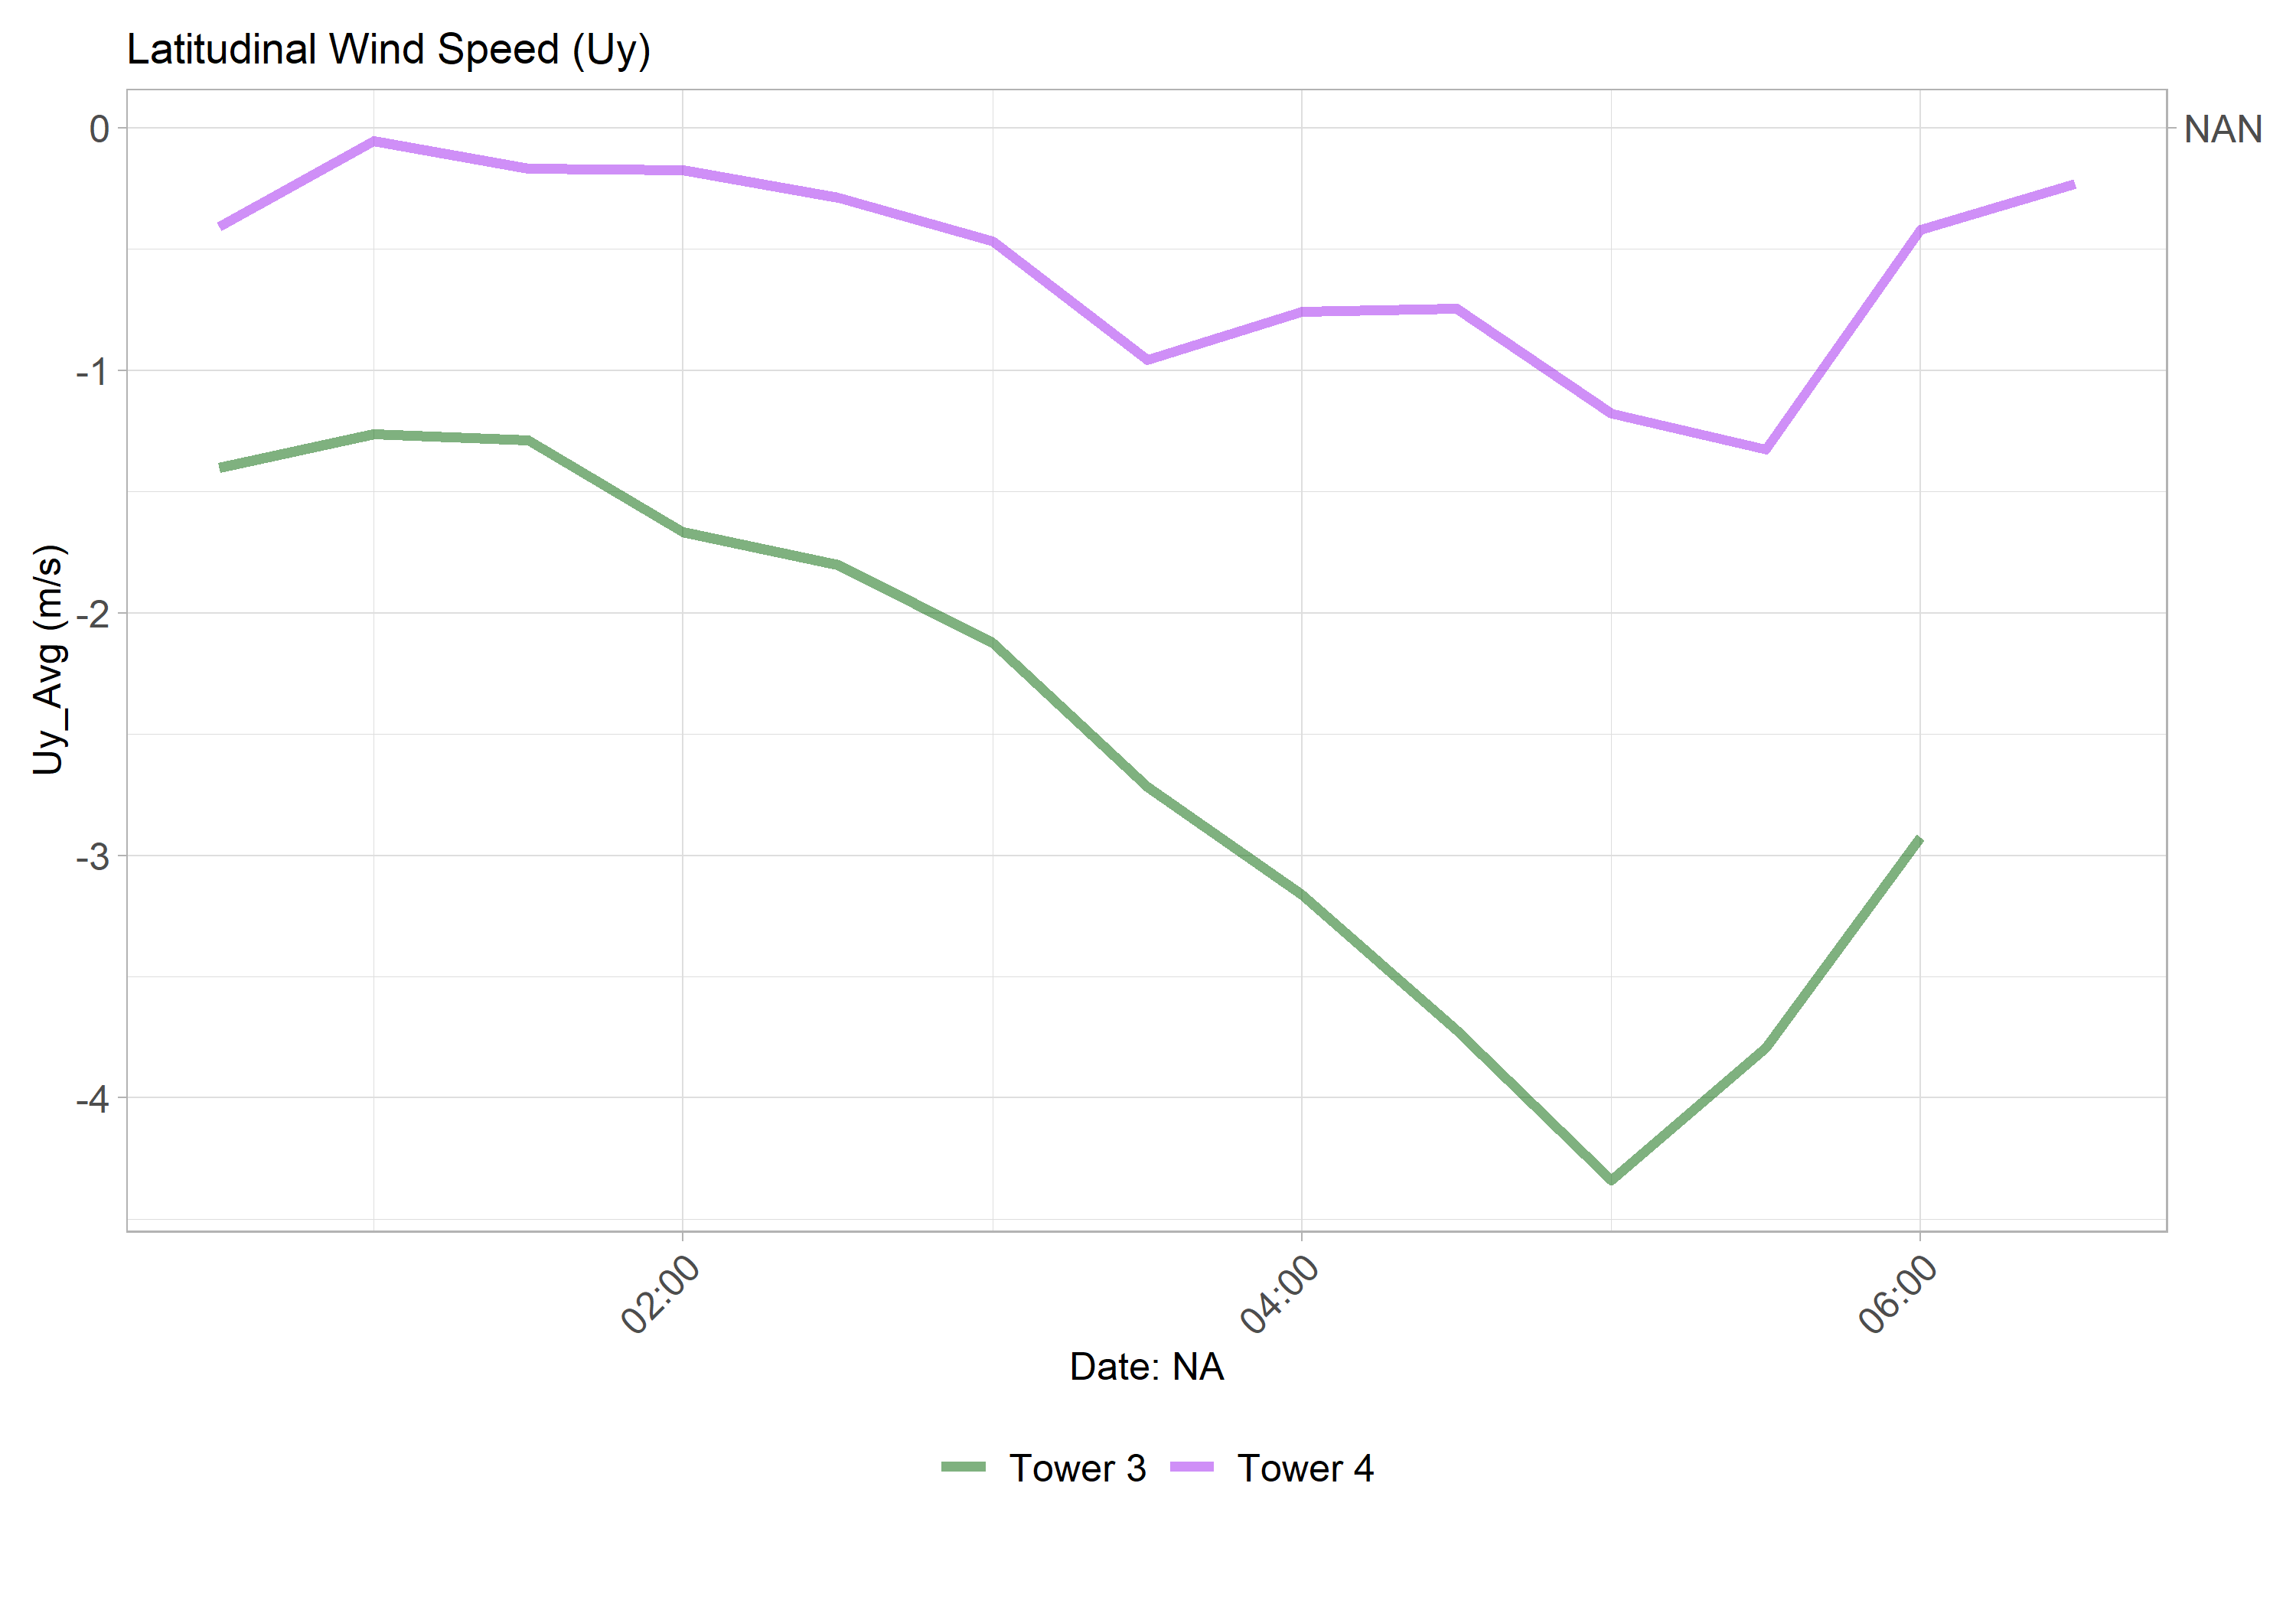 Latitudinal Wind Speed (Uy)
0
NAN
-1
-2
-3
-4
Uy_Avg (m/s)
02:00
04:00
06:00
Date: NA
Tower 3
Tower 4